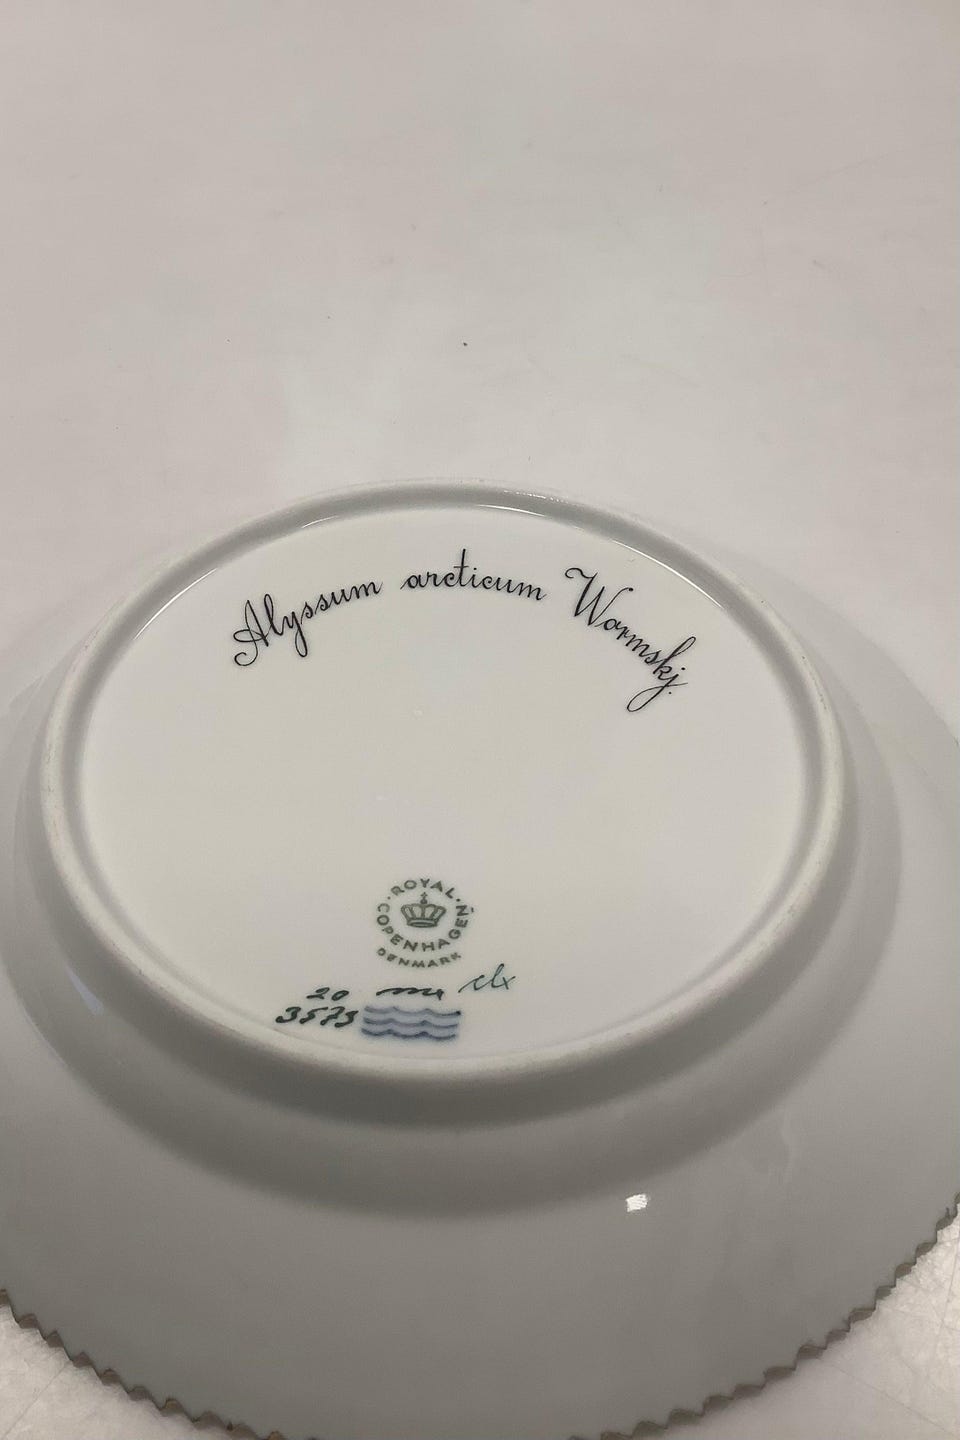 Alyssum arcticum Wormskj.
ROYAL
COPENHAGEN
DENMARK
20
3573